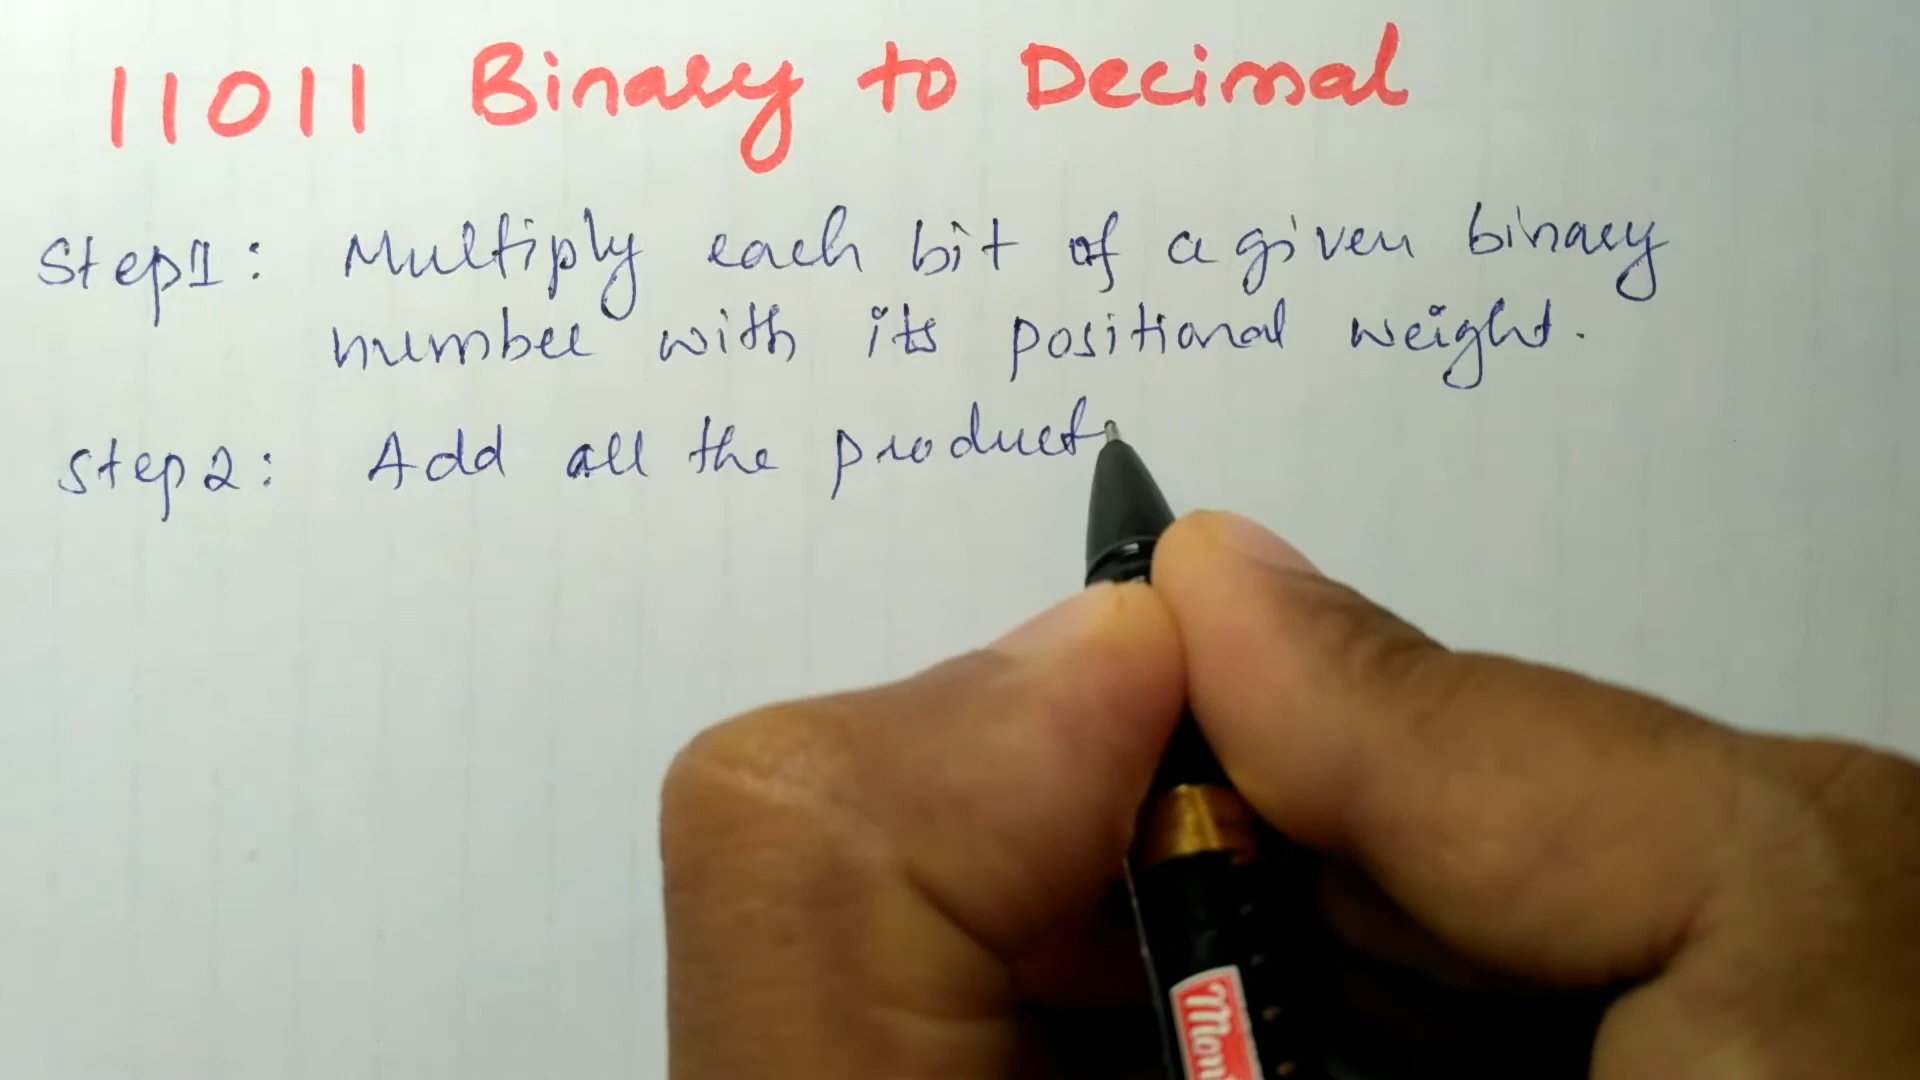 11011 Binary to Decimal
Step1: Multiply each bit of a given binary
number with its positional weight.
Step2: Add all the product